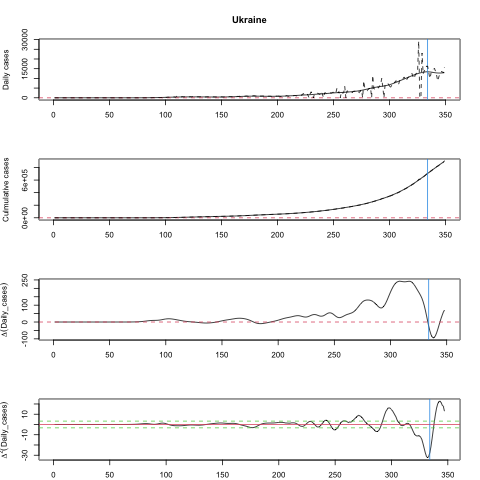 Ukraine
Daily cases
0
15000
30000
0 50 100 150 200 250 300 350
Culmulative cases
0e+00
6e+05
0 50 100 150 200 250 300 350
Δ(Daily_cases)
-100
0
100
250
0 50 100 150 200 250 300 350
Δ²(Daily_cases)
-30
-10
10
0 50 100 150 200 250 300 350